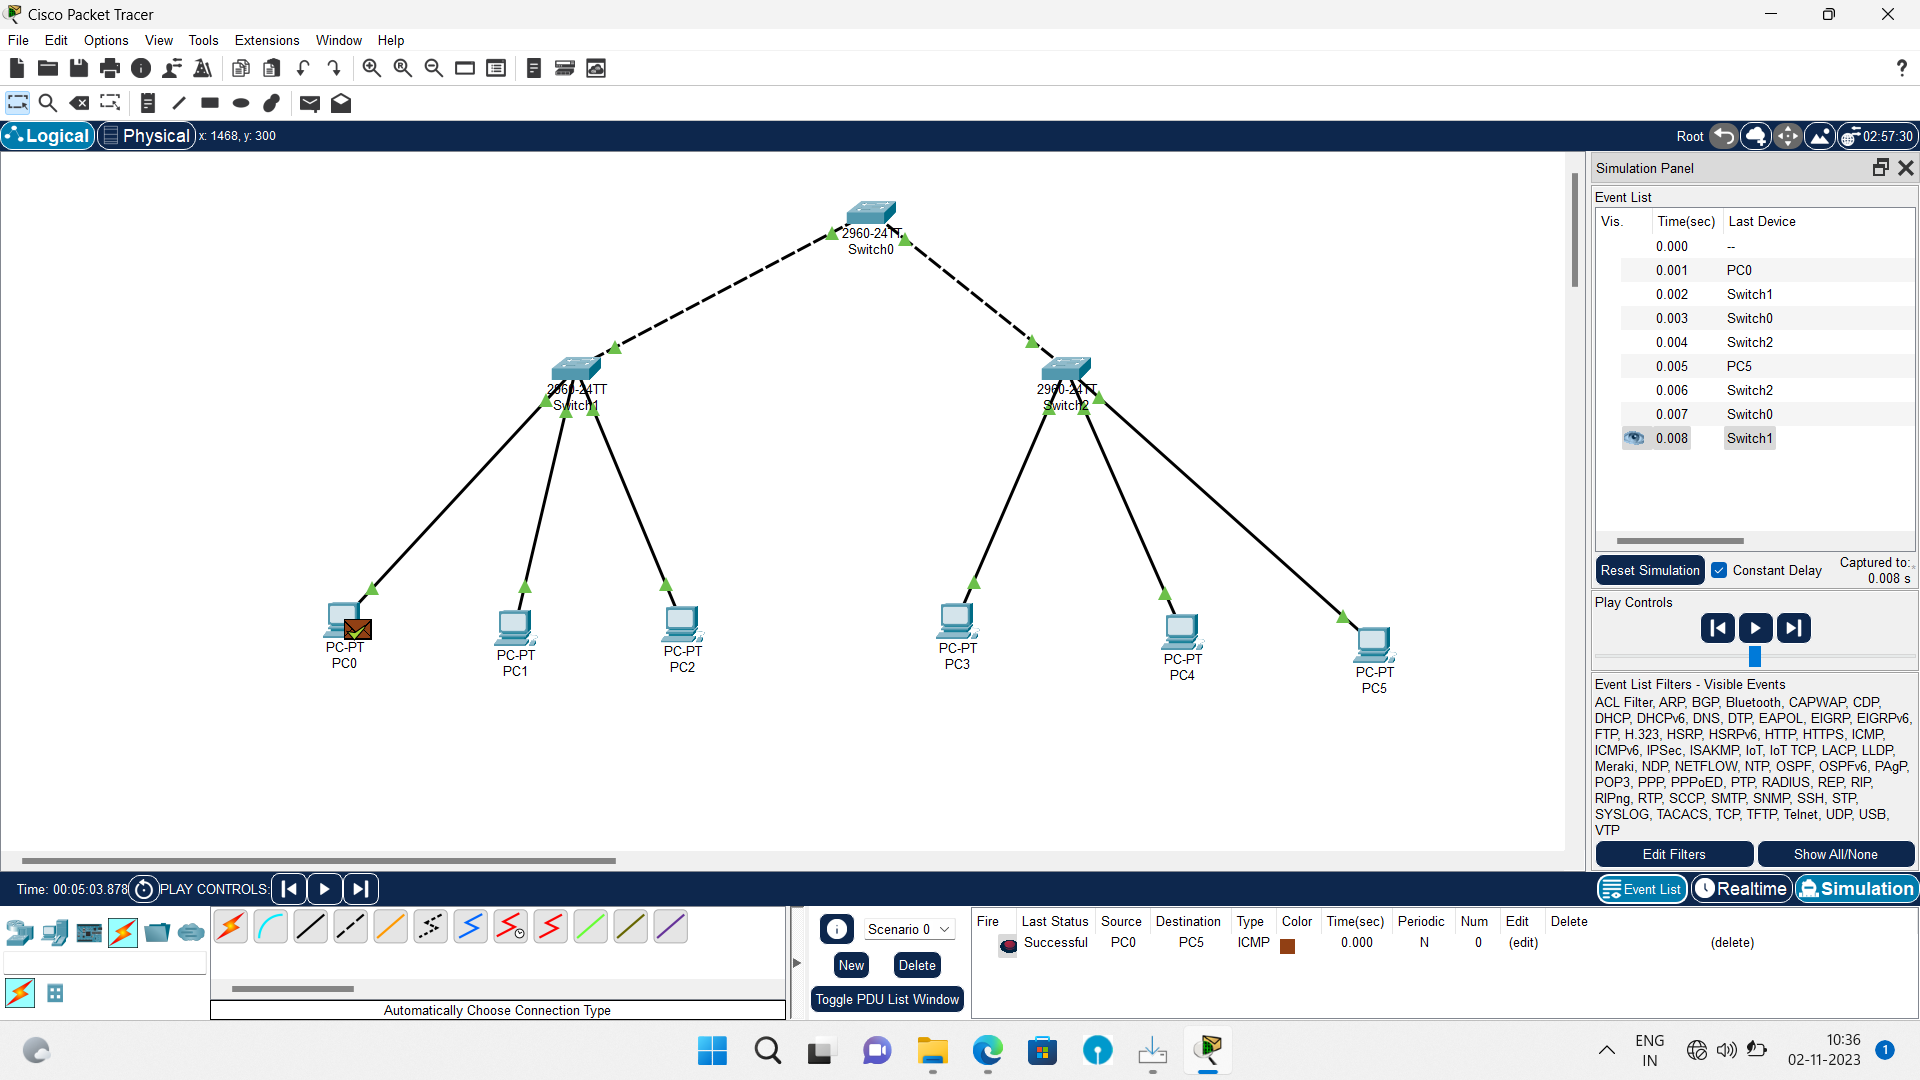 Cisco Packet Tracer
File Edit Options View Tools Extensions Window Help
?
Logical Physical x: 1468, y: 300 Root 02:57:30
2960-24TT
Switch0
2960-24TT
Switch1
2960-24TT
Switch2
PC-PT
PC0
PC-PT
PC1
PC-PT
PC2
PC-PT
PC3
PC-PT
PC4
PC-PT
PC5
Simulation Panel
Event List
Vis. Time(sec) Last Device
0.000 --
0.001 PC0
0.002 Switch1
0.003 Switch0
0.004 Switch2
0.005 PC5
0.006 Switch2
0.007 Switch0
0.008 Switch1
Reset Simulation Constant Delay Captured to:
0.008 s
Play Controls
Event List Filters - Visible Events
ACL Filter, ARP, BGP, Bluetooth, CAPWAP, CDP,
DHCP, DHCPv6, DNS, DTP, EAPOL, EIGRP, EIGRPv6,
FTP, H.323, HSRP, HSRPv6, HTTP, HTTPS, ICMP,
ICMPv6, IPSec, ISAKMP, IoT, IoT TCP, LACP, LLDP,
Meraki, NDP, NETFLOW, NTP, OSPF, OSPFv6, PAgP,
POP3, PPP, PPPoED, PTP, RADIUS, REP, RIP,
RIPng, RTP, SCCP, SMTP, SNMP, SSH, STP,
SYSLOG, TACACS, TCP, TFTP, Telnet, UDP, USB,
VTP
Edit Filters Show All/None
Time: 00:05:03.878 PLAY CONTROLS: Event List Realtime Simulation
Automatically Choose Connection Type
Scenario 0
New Delete
Toggle PDU List Window
Fire Last Status Source Destination Type Color Time(sec) Periodic Num Edit Delete
Successful PC0 PC5 ICMP 0.000 N 0 (edit) (delete)
ENG
IN
10:36
02-11-2023
1